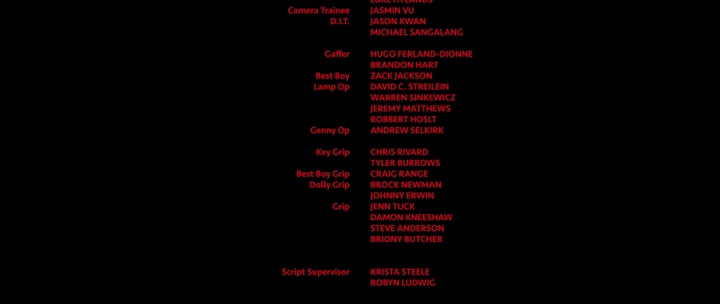 Camera Trainee JASMIN VU
D.I.T. JASON KWAN
MICHAEL SANGALANG
Gaffer HUGO FERLAND-DIONNE
BRANDON HART
Best Boy ZACK JACKSON
Lamp Op DAVID C. STREILEIN
WARREN SINKEWICZ
JEREMY MATTHEWS
ROBBERT HOSLT
Genny Op ANDREW SELKIRK
Key Grip CHRIS RIVARD
TYLER BURROWS
Best Boy Grip CRAIG RANGE
Dolly Grip BROCK NEWMAN
JOHNNY ERWIN
Grip JENN TUCK
DAMON KNEESHAW
STEVE ANDERSON
BRIONY BUTCHER
Script Supervisor KRISTA STEELE
ROBYN LUDWIG